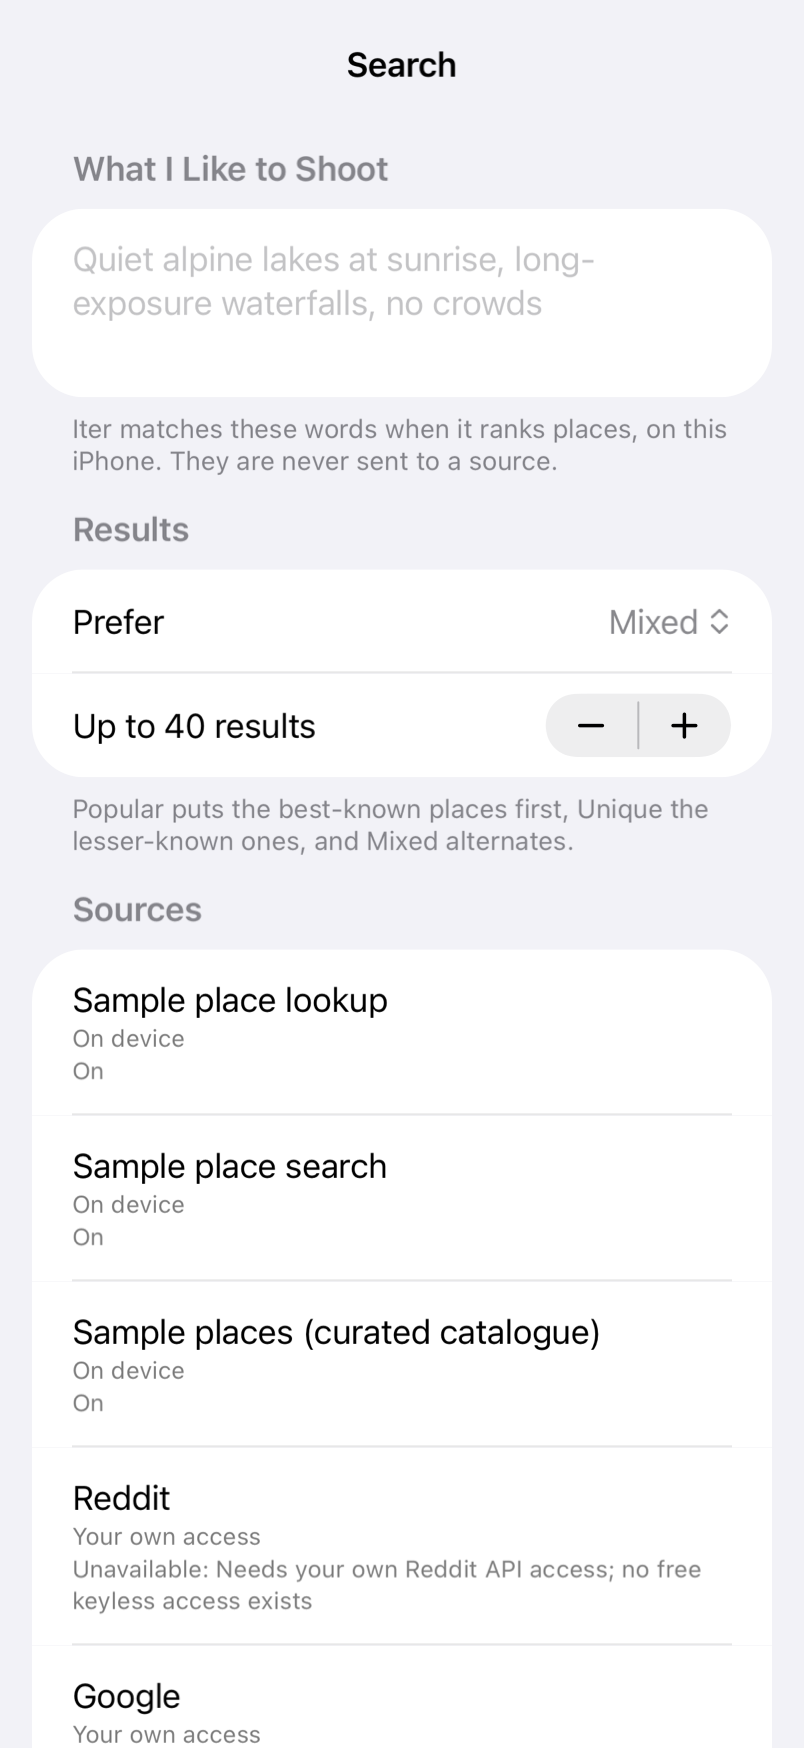 Search
What I Like to Shoot
Quiet alpine lakes at sunrise, long-
exposure waterfalls, no crowds
Iter matches these words when it ranks places, on this
iPhone. They are never sent to a source.
Results
Prefer
Mixed
Up to 40 results
Popular puts the best-known places first, Unique the
lesser-known ones, and Mixed alternates.
Sources
Sample place lookup
On device
On
Sample place search
On device
On
Sample places (curated catalogue)
On device
On
Reddit
Your own access
Unavailable: Needs your own Reddit API access; no free
keyless access exists
Google
Your own access